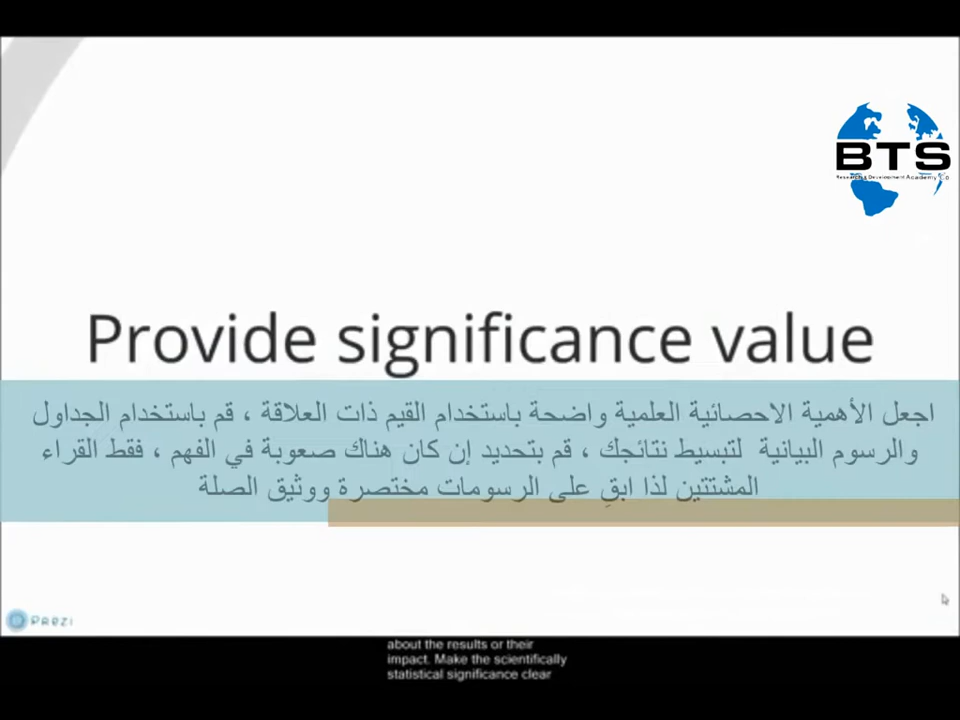 BTS
Research & Development Academy
Provide significance value
اجعل الأهمية الاحصائية العلمية واضحة باستخدام القيم ذات العلاقة ، قم باستخدام الجداول
والرسوم البيانية لتبسيط نتائجك ، قم بتحديد إن كان هناك صعوبة في الفهم ، فقط القراء
المشتتين لذا ابقِ على الرسومات مختصرة ووثيق الصلة
Prezi
about the results or their
impact. Make the scientifically
statistical significance clear